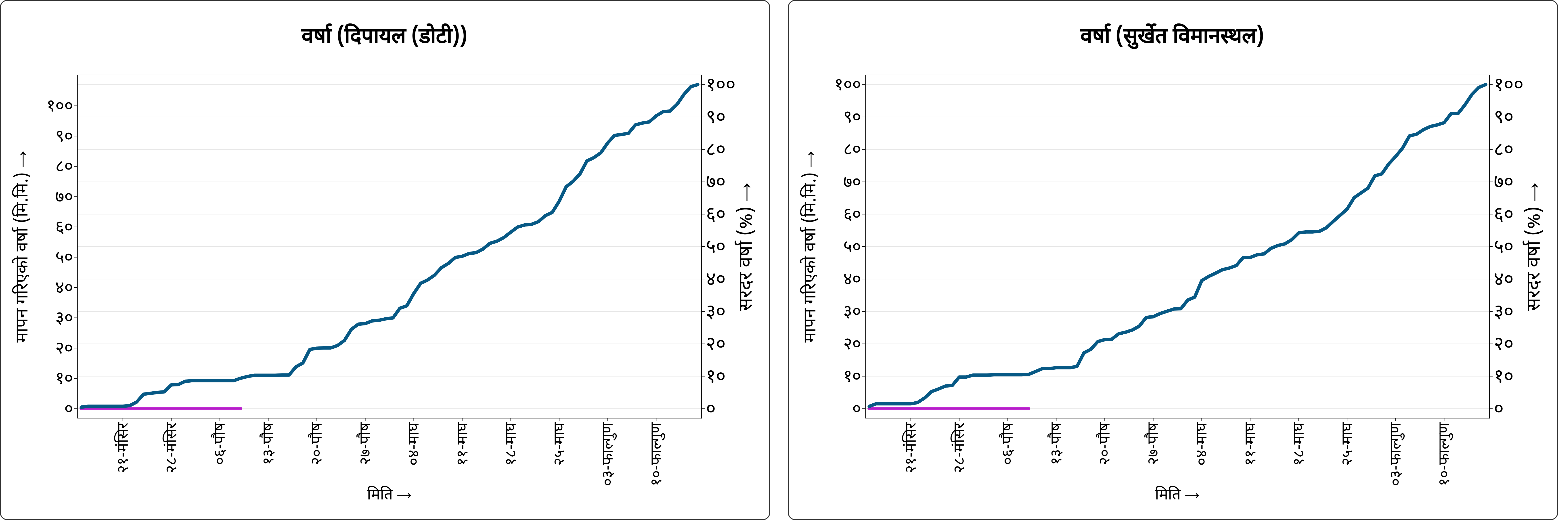 वर्षा (दिपायल (डोटी))
मापन गरिएको वर्षा (मि.मि.) →
१००
९०
८०
७०
६०
५०
४०
३०
२०
१०
०
१००
९०
८०
७०
६०
५०
४०
३०
२०
१०
०
सरदर वर्षा (%) →
२१-मंसिर
२८-मंसिर
०६-पौष
१३-पौष
२०-पौष
२७-पौष
०४-माघ
११-माघ
१८-माघ
२५-माघ
०३-फाल्गुण
१०-फाल्गुण
मिति →
वर्षा (सुर्खेत विमानस्थल)
मापन गरिएको वर्षा (मि.मि.) →
१००
९०
८०
७०
६०
५०
४०
३०
२०
१०
०
१००
९०
८०
७०
६०
५०
४०
३०
२०
१०
०
सरदर वर्षा (%) →
२१-मंसिर
२८-मंसिर
०६-पौष
१३-पौष
२०-पौष
२७-पौष
०४-माघ
११-माघ
१८-माघ
२५-माघ
०३-फाल्गुण
१०-फाल्गुण
मिति →